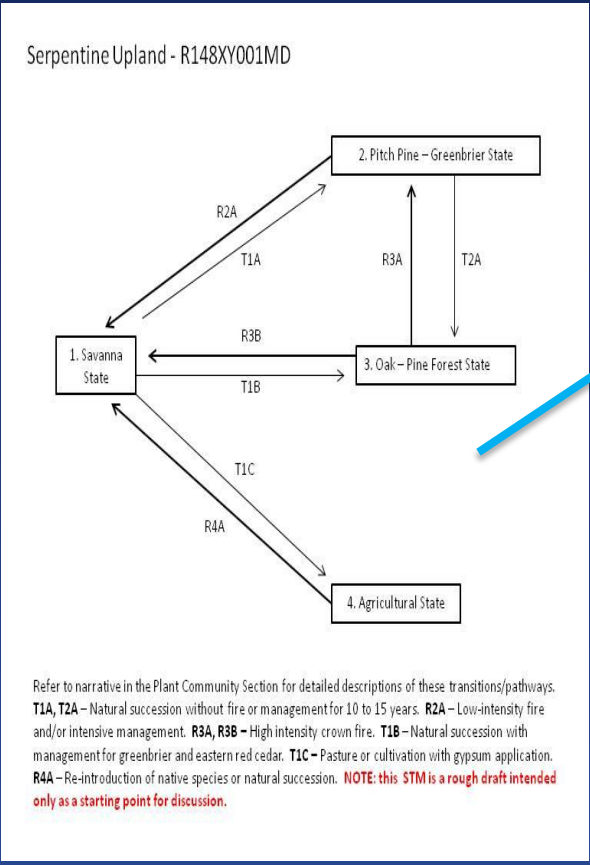 Serpentine Upland - R148XY001MD
2. Pitch Pine – Greenbrier State
R2A
T1A
R3A
T2A
R3B
1. Savanna
State
3. Oak – Pine Forest State
T1B
T1C
R4A
4. Agricultural State
Refer to narrative in the Plant Community Section for detailed descriptions of these transitions/pathways.
T1A, T2A – Natural succession without fire or management for 10 to 15 years. R2A – Low-intensity fire
and/or intensive management. R3A, R3B – High intensity crown fire. T1B – Natural succession with
management for greenbrier and eastern red cedar. T1C – Pasture or cultivation with gypsum application.
R4A – Re-introduction of native species or natural succession. NOTE: this STM is a rough draft intended
only as a starting point for discussion.